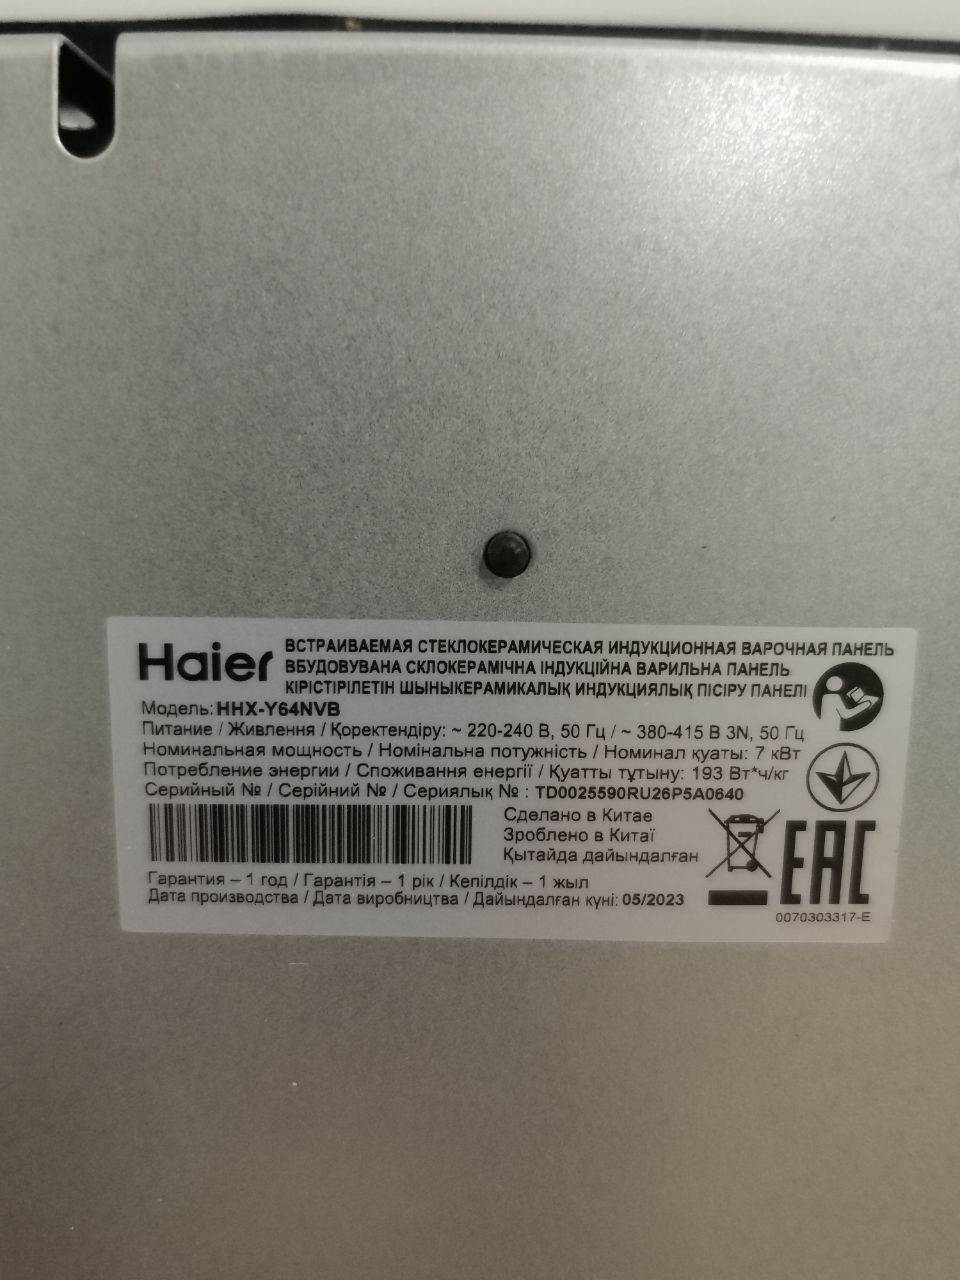 Haier
ВСТРАИВАЕМАЯ СТЕКЛОКЕРАМИЧЕСКАЯ ИНДУКЦИОННАЯ ВАРОЧНАЯ ПАНЕЛЬ
ВБУДОВУВАНА СКЛОКЕРАМІЧНА ІНДУКЦІЙНА ВАРИЛЬНА ПАНЕЛЬ
КІРІСТІРІЛЕТІН ШЫНЫКЕРАМИКАЛЫҚ ИНДУКЦИЯЛЫҚ ПІСІРУ ПАНЕЛІ
Модель: HHX-Y64NVB
Питание / Живлення / Қоректендіру: ~ 220-240 В, 50 Гц / ~ 380-415 В 3N, 50 Гц
Номинальная мощность / Номінальна потужність / Номинал қуаты: 7 кВт
Потребление энергии / Споживання енергії / Қуатты тұтыну: 193 Вт*ч/кг
Серийный № / Серійний № / Сериялық № : TD0025590RU26P5A0640
Сделано в Китае
Зроблено в Китаї
Қытайда дайындалған
Гарантия – 1 год / Гарантія – 1 рік / Кепілдік – 1 жыл
Дата производства / Дата виробництва / Дайындалған күні: 05/2023
EAC
0070303317-E